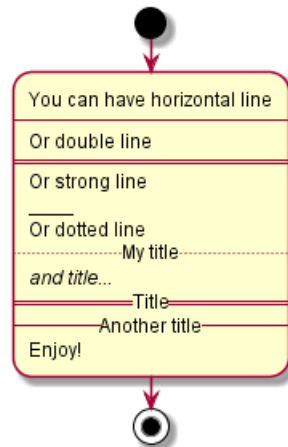 You can have horizontal line
Or double line
Or strong line
____
Or dotted line
My title
and title...
Title
Another title
Enjoy!